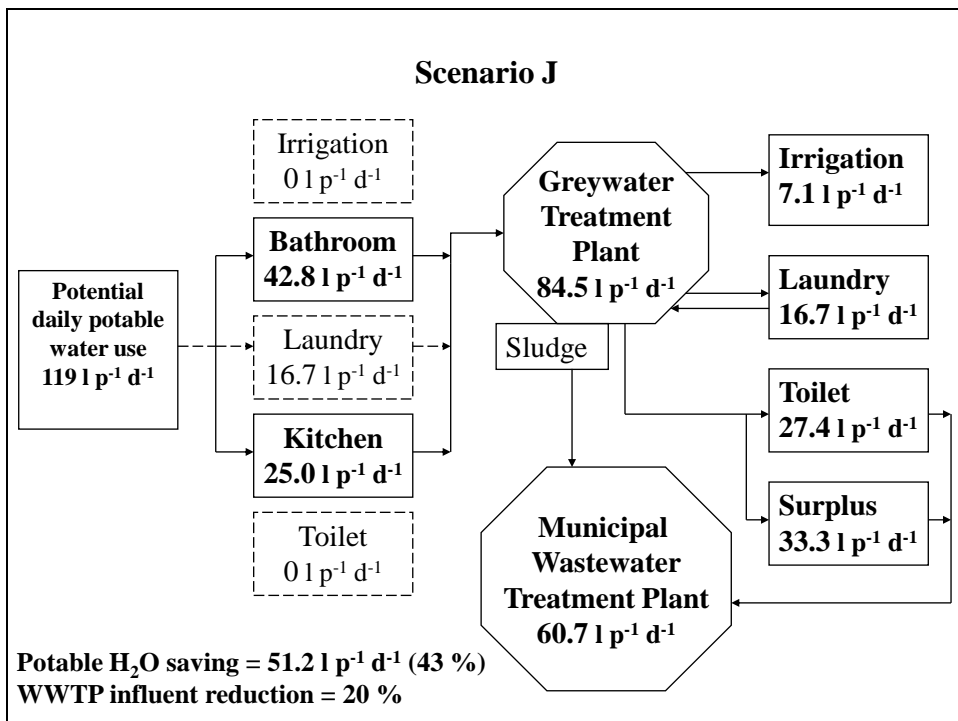 Scenario J
Potential
daily potable
water use
119 l p⁻¹ d⁻¹
Irrigation
0 l p⁻¹ d⁻¹
Bathroom
42.8 l p⁻¹ d⁻¹
Laundry
16.7 l p⁻¹ d⁻¹
Kitchen
25.0 l p⁻¹ d⁻¹
Toilet
0 l p⁻¹ d⁻¹
Greywater
Treatment
Plant
84.5 l p⁻¹ d⁻¹
Sludge
Municipal
Wastewater
Treatment Plant
60.7 l p⁻¹ d⁻¹
Irrigation
7.1 l p⁻¹ d⁻¹
Laundry
16.7 l p⁻¹ d⁻¹
Toilet
27.4 l p⁻¹ d⁻¹
Surplus
33.3 l p⁻¹ d⁻¹
Potable H₂O saving = 51.2 l p⁻¹ d⁻¹ (43 %)
WWTP influent reduction = 20 %